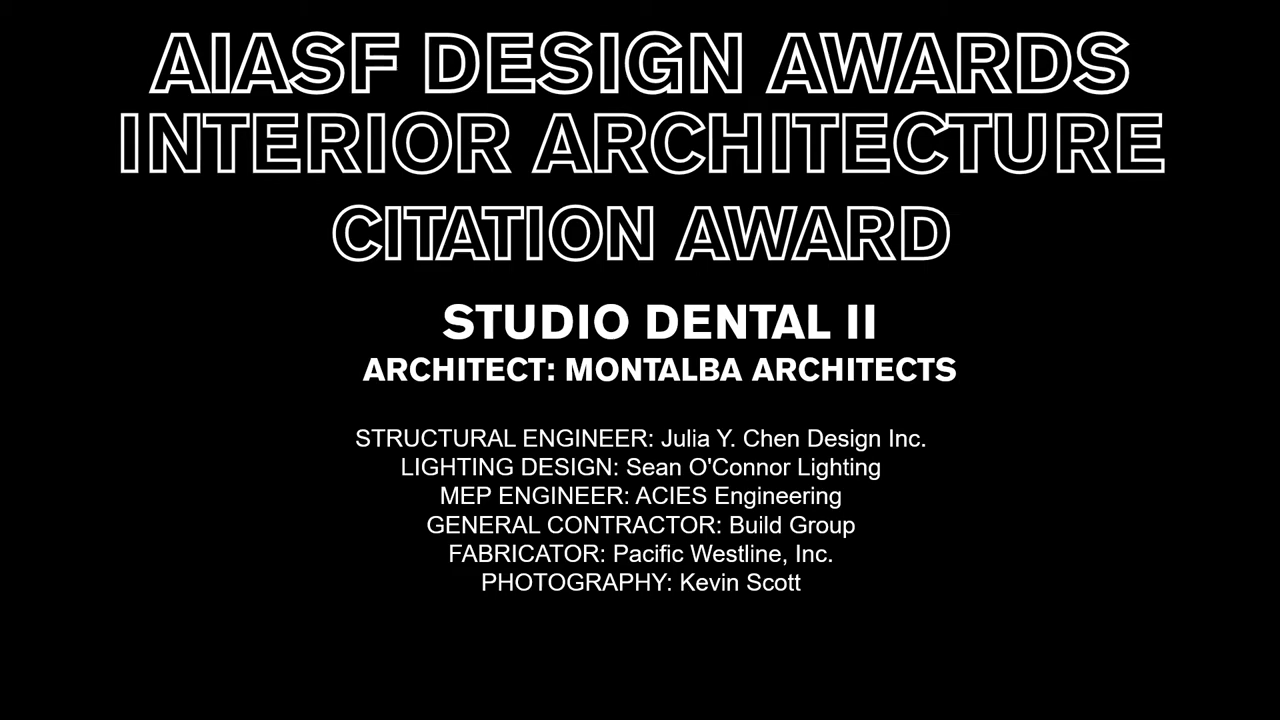 AIASF DESIGN AWARDS
INTERIOR ARCHITECTURE
CITATION AWARD
STUDIO DENTAL II
ARCHITECT: MONTALBA ARCHITECTS
STRUCTURAL ENGINEER: Julia Y. Chen Design Inc.
LIGHTING DESIGN: Sean O'Connor Lighting
MEP ENGINEER: ACIES Engineering
GENERAL CONTRACTOR: Build Group
FABRICATOR: Pacific Westline, Inc.
PHOTOGRAPHY: Kevin Scott